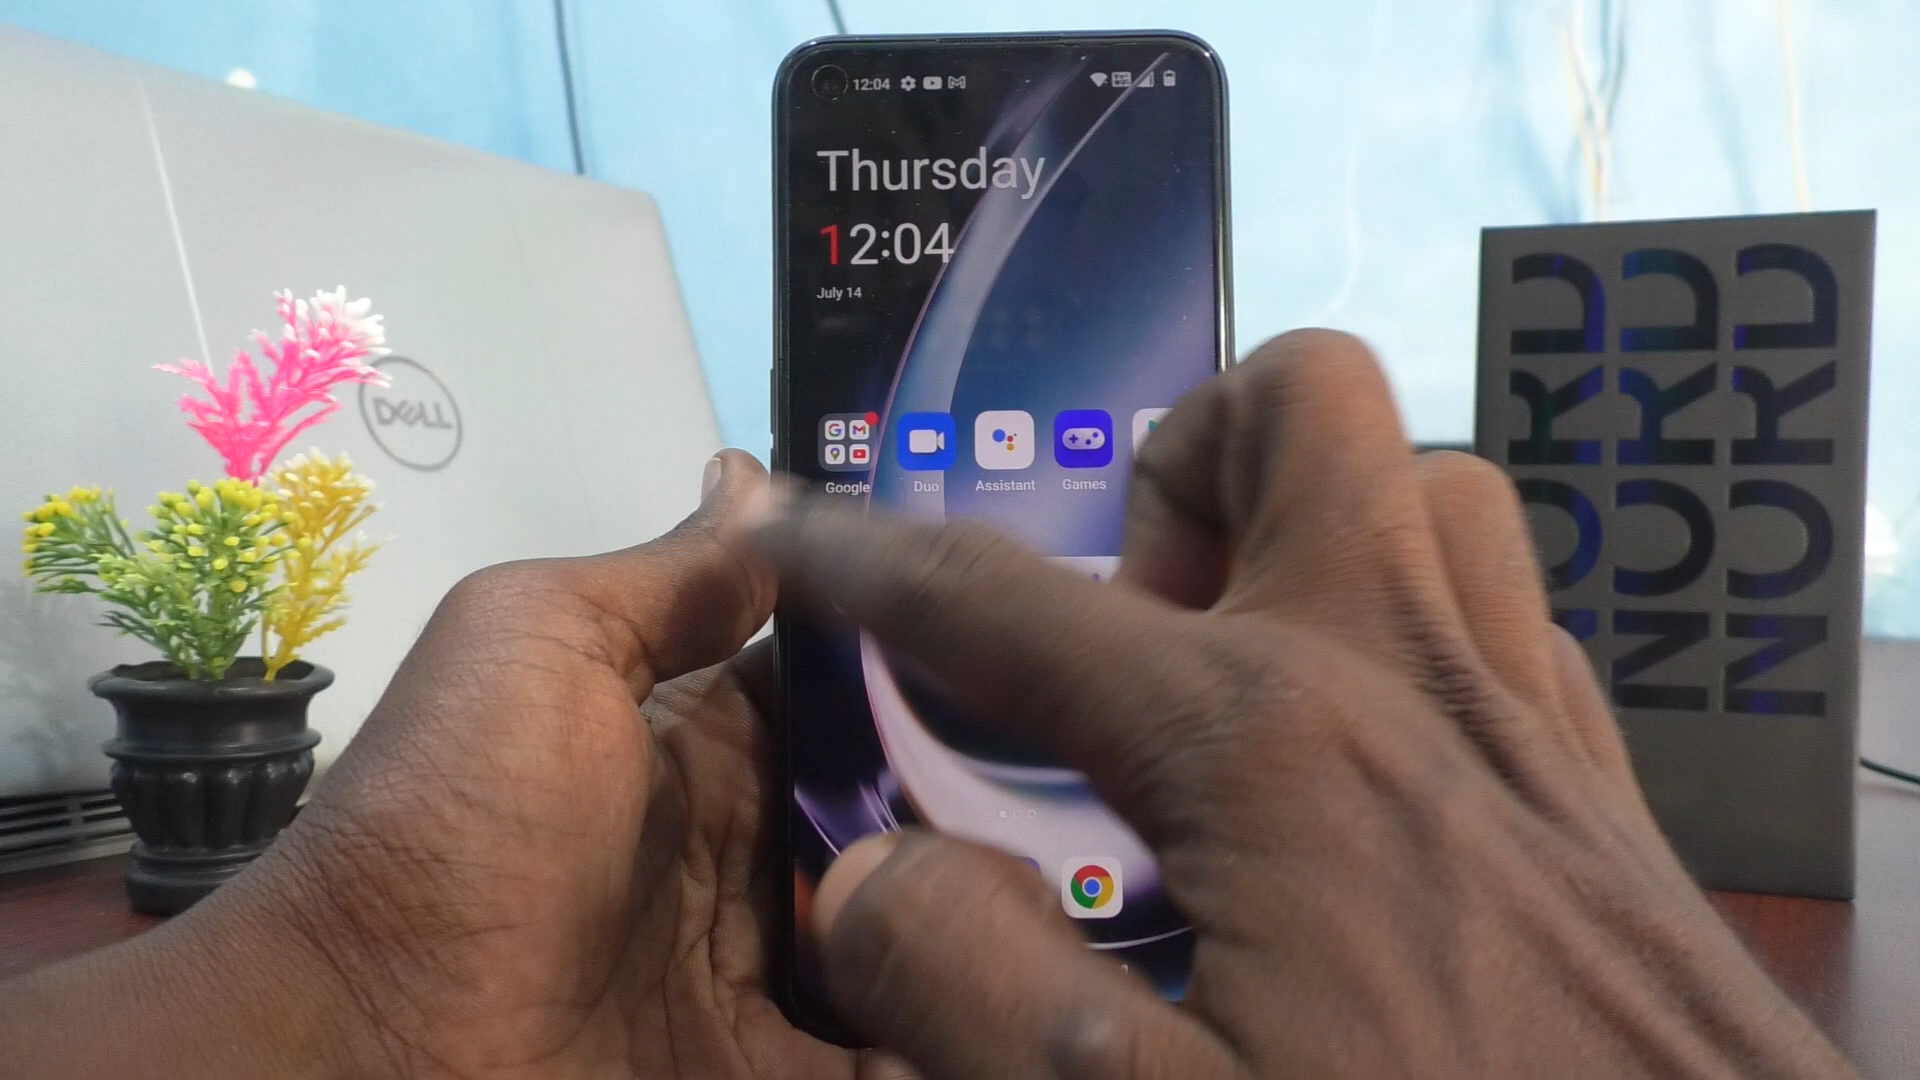 12:04
Thursday
12:04
July 14
Google
Duo
Assistant
Games
DELL
NORD
NORD
NORD